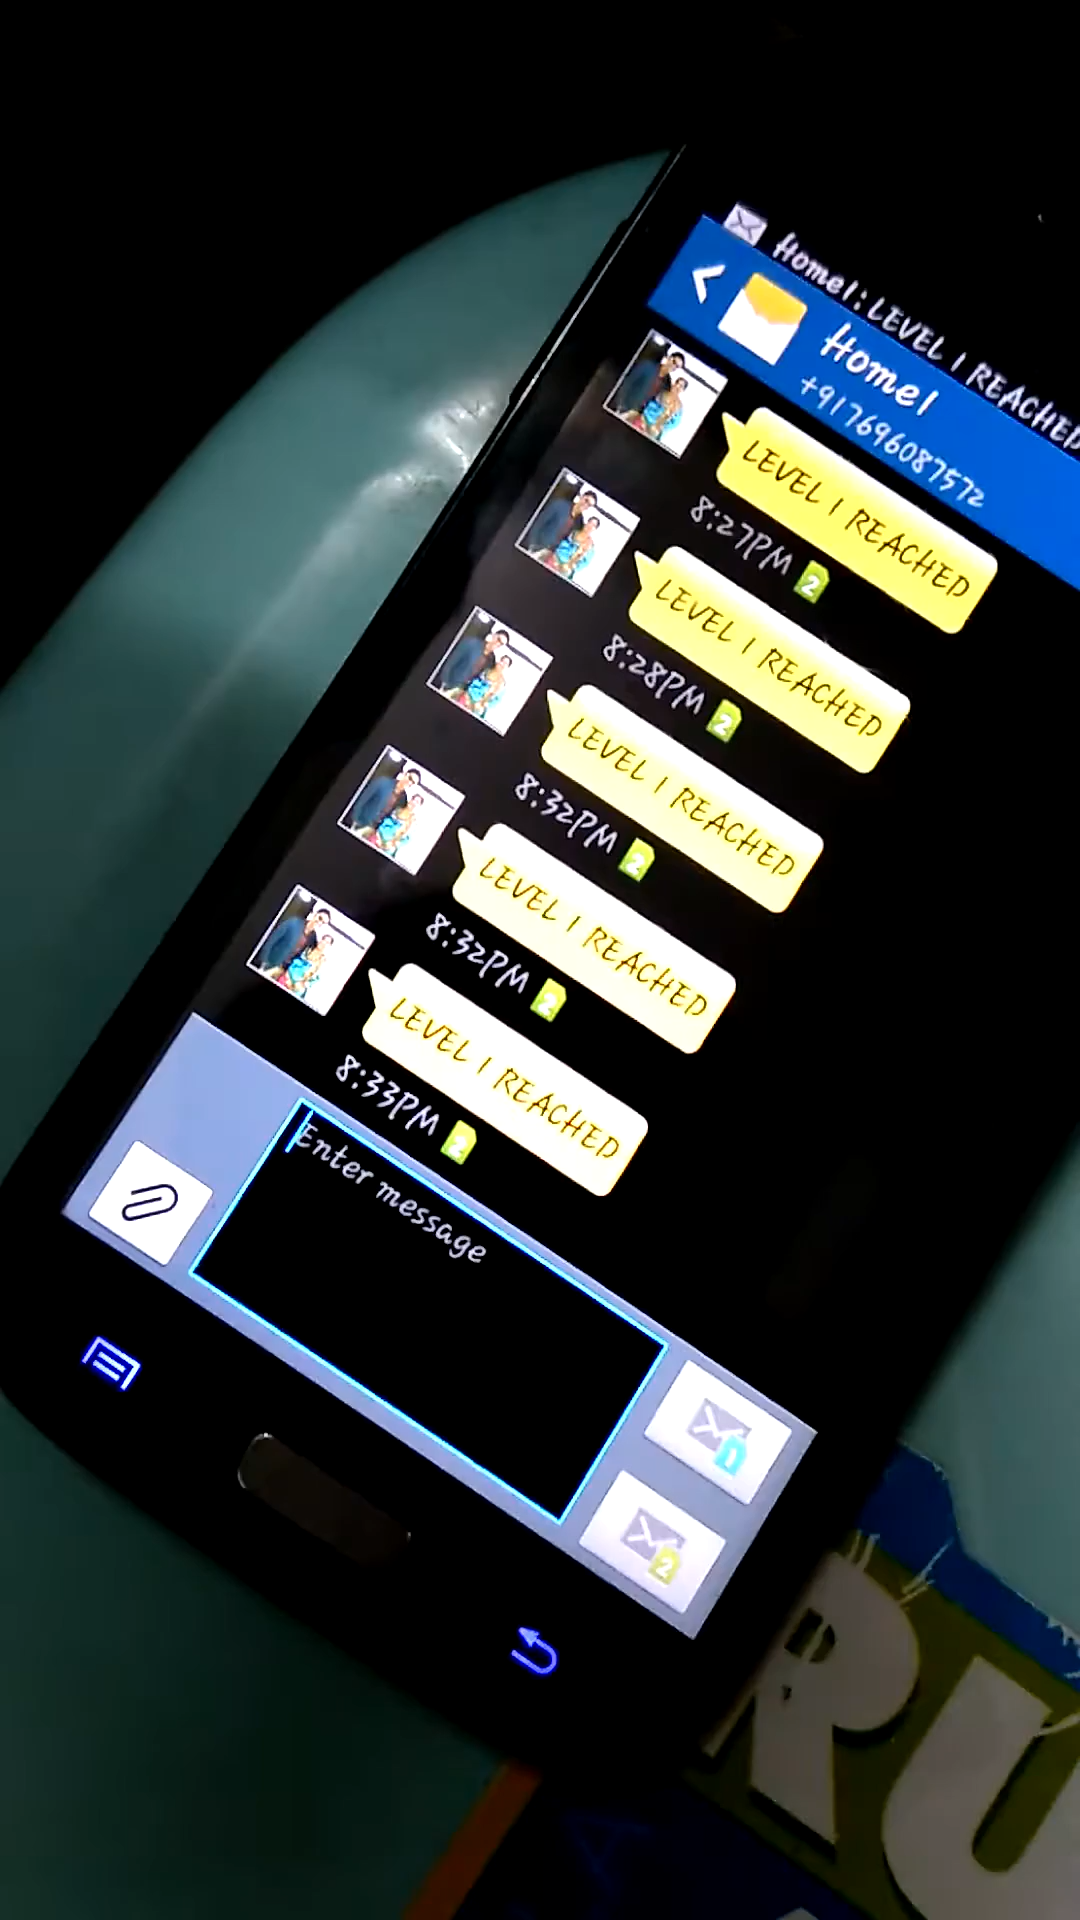 Home1: LEVEL 1 REACHED
Home1
+917696087572
LEVEL 1 REACHED
8:27PM 2
LEVEL 1 REACHED
8:28PM 2
LEVEL 1 REACHED
8:32PM 2
LEVEL 1 REACHED
8:32PM 2
LEVEL 1 REACHED
8:33PM 2
Enter message
1
2
RU